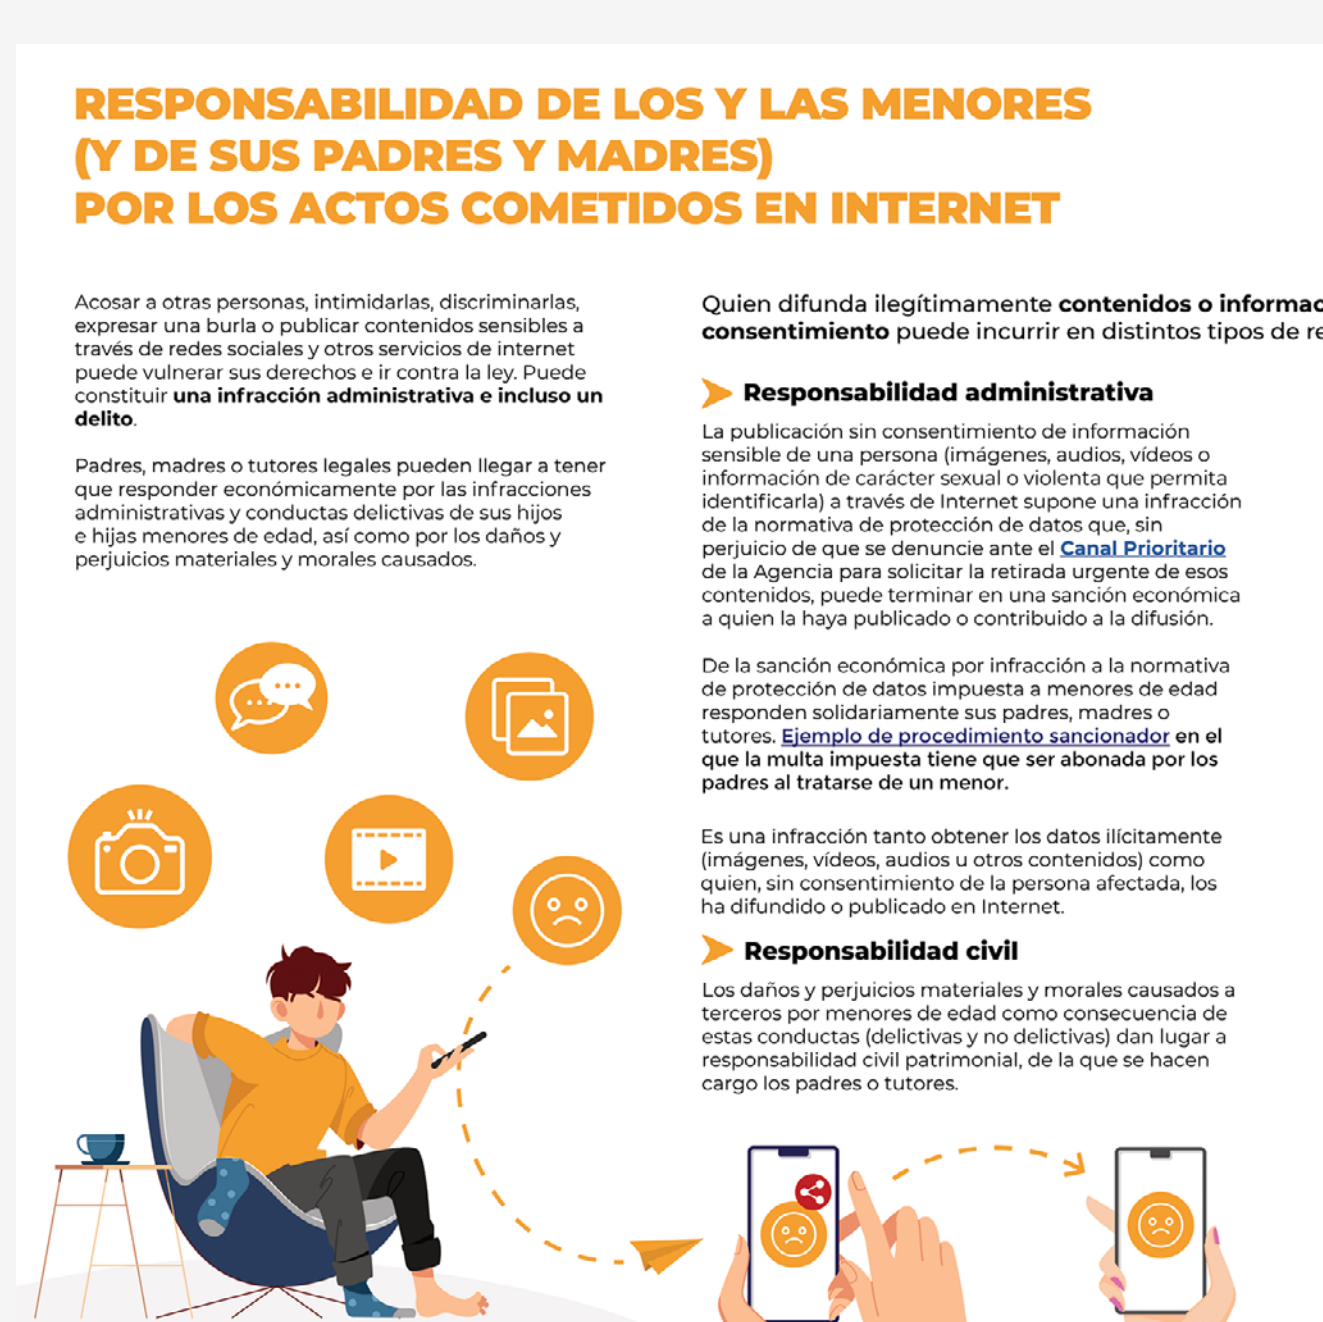 RESPONSABILIDAD DE LOS Y LAS MENORES
(Y DE SUS PADRES Y MADRES)
POR LOS ACTOS COMETIDOS EN INTERNET
Acosar a otras personas, intimidarlas, discriminarlas,
expresar una burla o publicar contenidos sensibles a
través de redes sociales y otros servicios de internet
puede vulnerar sus derechos e ir contra la ley. Puede
constituir una infracción administrativa e incluso un
delito.
Padres, madres o tutores legales pueden llegar a tener
que responder económicamente por las infracciones
administrativas y conductas delictivas de sus hijos
e hijas menores de edad, así como por los daños y
perjuicios materiales y morales causados.
Quien difunda ilegítimamente contenidos o
consentimiento puede incurrir en distintos tipos de
Responsabilidad administrativa
La publicación sin consentimiento de información
sensible de una persona (imágenes, audios, vídeos o
información de carácter sexual o violenta que permita
identificarla) a través de Internet supone una infracción
de la normativa de protección de datos que, sin
perjuicio de que se denuncie ante el Canal Prioritario
de la Agencia para solicitar la retirada urgente de esos
contenidos, puede terminar en una sanción económica
a quien la haya publicado o contribuido a la difusión.
De la sanción económica por infracción a la normativa
de protección de datos impuesta a menores de edad
responden solidariamente sus padres, madres o
tutores. Ejemplo de procedimiento sancionador en el
que la multa impuesta tiene que ser abonada por los
padres al tratarse de un menor.
Es una infracción tanto obtener los datos ilícitamente
(imágenes, vídeos, audios u otros contenidos) como
quien, sin consentimiento de la persona afectada, los
ha difundido o publicado en Internet.
Responsabilidad civil
Los daños y perjuicios materiales y morales causados a
terceros por menores de edad como consecuencia de
estas conductas (delictivas y no delictivas) dan lugar a
responsabilidad civil patrimonial, de la que se hacen
cargo los padres o tutores.